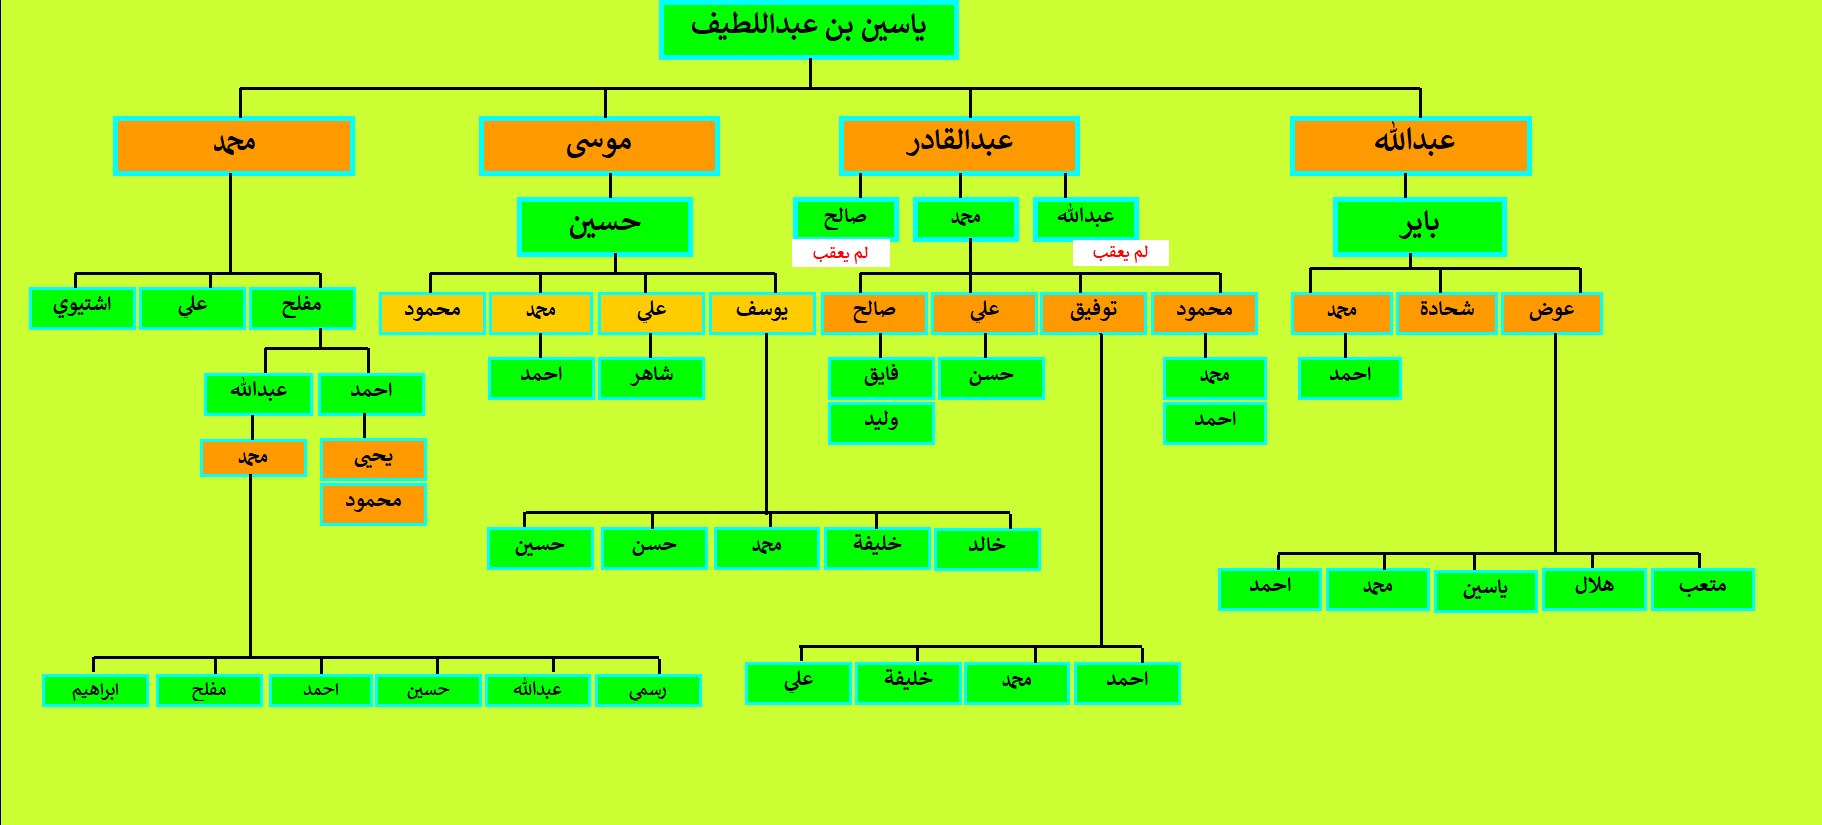 ياسين بن عبداللطيف
عبدالله
عبدالقادر
موسى
محمد
باير
عبدالله
محمد
صالح
حسين
لم يعقب
لم يعقب
عوض
شحادة
محمد
محمود
توفيق
علي
صالح
يوسف
علي
محمد
محمود
مفلح
علي
اشتيوي
احمد
محمد
احمد
حسن
فايق
وليد
شاهر
احمد
احمد
عبدالله
يحيى
محمود
محمد
خالد
خليفة
محمد
حسن
حسين
متعب
هلال
ياسين
محمد
احمد
احمد
محمد
خليفة
علي
رسمى
عبدالله
حسين
احمد
مفلح
ابراهيم